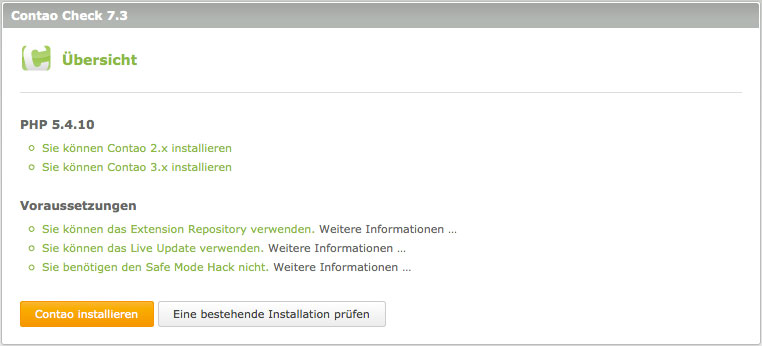 Contao Check 7.3
Übersicht
PHP 5.4.10
Sie können Contao 2.x installieren
Sie können Contao 3.x installieren
Voraussetzungen
Sie können das Extension Repository verwenden. Weitere Informationen ...
Sie können das Live Update verwenden. Weitere Informationen ...
Sie benötigen den Safe Mode Hack nicht. Weitere Informationen ...
Contao installieren Eine bestehende Installation prüfen